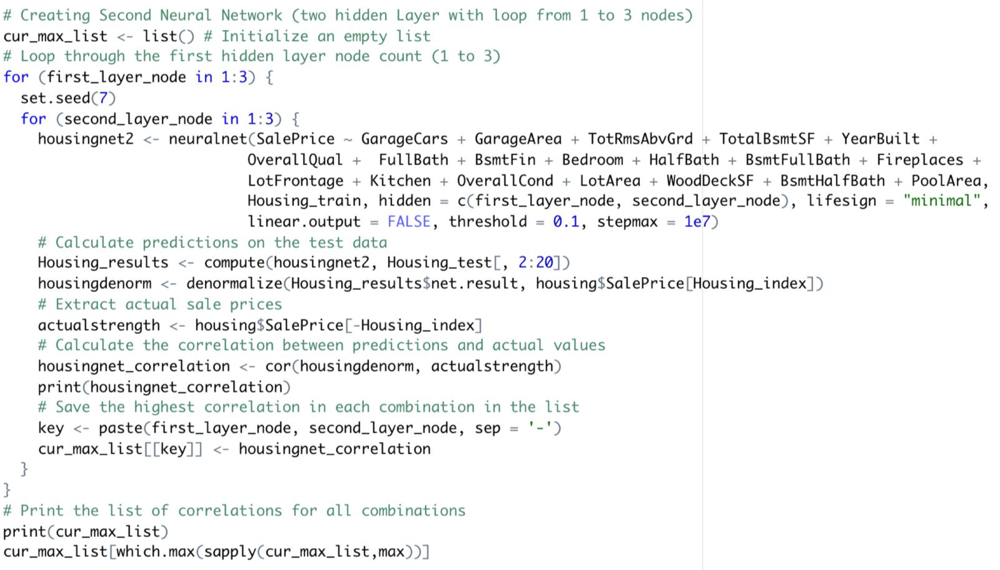 # Creating Second Neural Network (two hidden Layer with loop from 1 to 3 nodes)
cur_max_list <- list() # Initialize an empty list
# Loop through the first hidden layer node count (1 to 3)
for (first_layer_node in 1:3) {
  set.seed(7)
  for (second_layer_node in 1:3) {
    housingnet2 <- neuralnet(SalePrice ~ GarageCars + GarageArea + TotRmsAbvGrd + TotalBsmtSF + YearBuilt +
                            OverallQual +  FullBath + BsmtFin + Bedroom + HalfBath + BsmtFullBath + Fireplaces +
                            LotFrontage + Kitchen + OverallCond + LotArea + WoodDeckSF + BsmtHalfBath + PoolArea,
                            Housing_train, hidden = c(first_layer_node, second_layer_node), lifesign = "minimal",
                            linear.output = FALSE, threshold = 0.1, stepmax = 1e7)
    # Calculate predictions on the test data
    Housing_results <- compute(housingnet2, Housing_test[, 2:20])
    housingdenorm <- denormalize(Housing_results$net.result, housing$SalePrice[Housing_index])
    # Extract actual sale prices
    actualstrength <- housing$SalePrice[-Housing_index]
    # Calculate the correlation between predictions and actual values
    housingnet_correlation <- cor(housingdenorm, actualstrength)
    print(housingnet_correlation)
    # Save the highest correlation in each combination in the list
    key <- paste(first_layer_node, second_layer_node, sep = '-')
    cur_max_list[[key]] <- housingnet_correlation
  }
}
# Print the list of correlations for all combinations
print(cur_max_list)
cur_max_list[which.max(sapply(cur_max_list,max))]